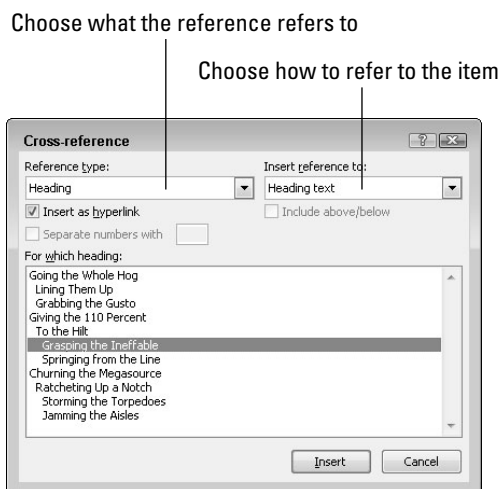 Choose what the reference refers to
Choose how to refer to the item
Cross-reference
Reference type:
Insert reference to:
Heading
Heading text
Insert as hyperlink
Include above/below
Separate numbers with
For which heading:
Going the Whole Hog
Lining Them Up
Grabbing the Gusto
Giving the 110 Percent
To the Hilt
Grasping the Ineffable
Springing from the Line
Churning the Megasource
Ratcheting Up a Notch
Storming the Torpedoes
Jamming the Aisles
Insert
Cancel